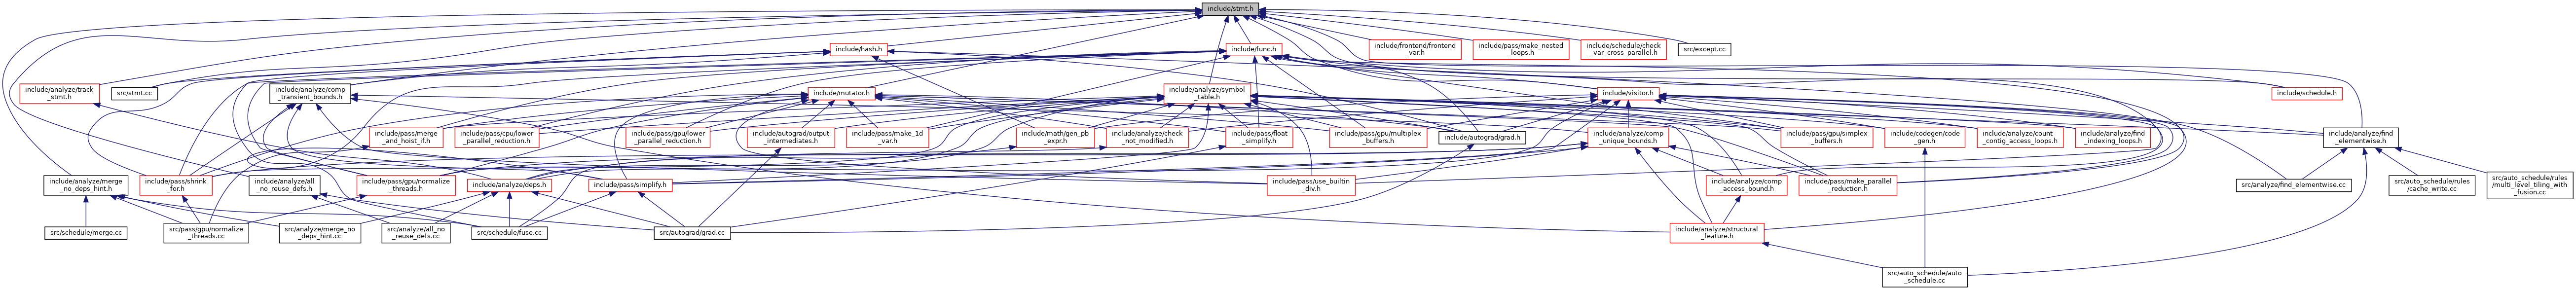 include/stmt.h
include/hash.h
include/func.h
include/frontend/frontend
_var.h
include/pass/make_nested
_loops.h
include/schedule/check
_var_cross_parallel.h
src/except.cc
include/analyze/track
_stmt.h
src/stmt.cc
include/analyze/comp
_transient_bounds.h
include/mutator.h
include/analyze/symbol
_table.h
include/visitor.h
include/schedule.h
include/pass/merge
_and_hoist_if.h
include/pass/cpu/lower
_parallel_reduction.h
include/pass/gpu/lower
_parallel_reduction.h
include/autograd/output
_intermediates.h
include/pass/make_1d
_var.h
include/math/gen_pb
_expr.h
include/analyze/check
_not_modified.h
include/pass/float
_simplify.h
include/pass/gpu/multiplex
_buffers.h
include/autograd/grad.h
include/analyze/comp
_unique_bounds.h
include/pass/gpu/simplex
_buffers.h
include/codegen/code
_gen.h
include/analyze/count
_contig_access_loops.h
include/analyze/find
_indexing_loops.h
include/analyze/find
_elementwise.h
include/analyze/merge
_no_deps_hint.h
include/pass/shrink
_for.h
include/analyze/all
_no_reuse_defs.h
include/pass/gpu/normalize
_threads.h
include/analyze/deps.h
include/pass/simplify.h
include/pass/use_builtin
_div.h
include/analyze/comp
_access_bound.h
include/pass/make_parallel
_reduction.h
src/analyze/find_elementwise.cc
src/auto_schedule/rules
/cache_write.cc
src/auto_schedule/rules
/multi_level_tiling_with
_fusion.cc
src/schedule/merge.cc
src/pass/gpu/normalize
_threads.cc
src/analyze/merge_no
_deps_hint.cc
src/analyze/all_no
_reuse_defs.cc
src/schedule/fuse.cc
src/autograd/grad.cc
include/analyze/structural
_feature.h
src/auto_schedule/auto
_schedule.cc